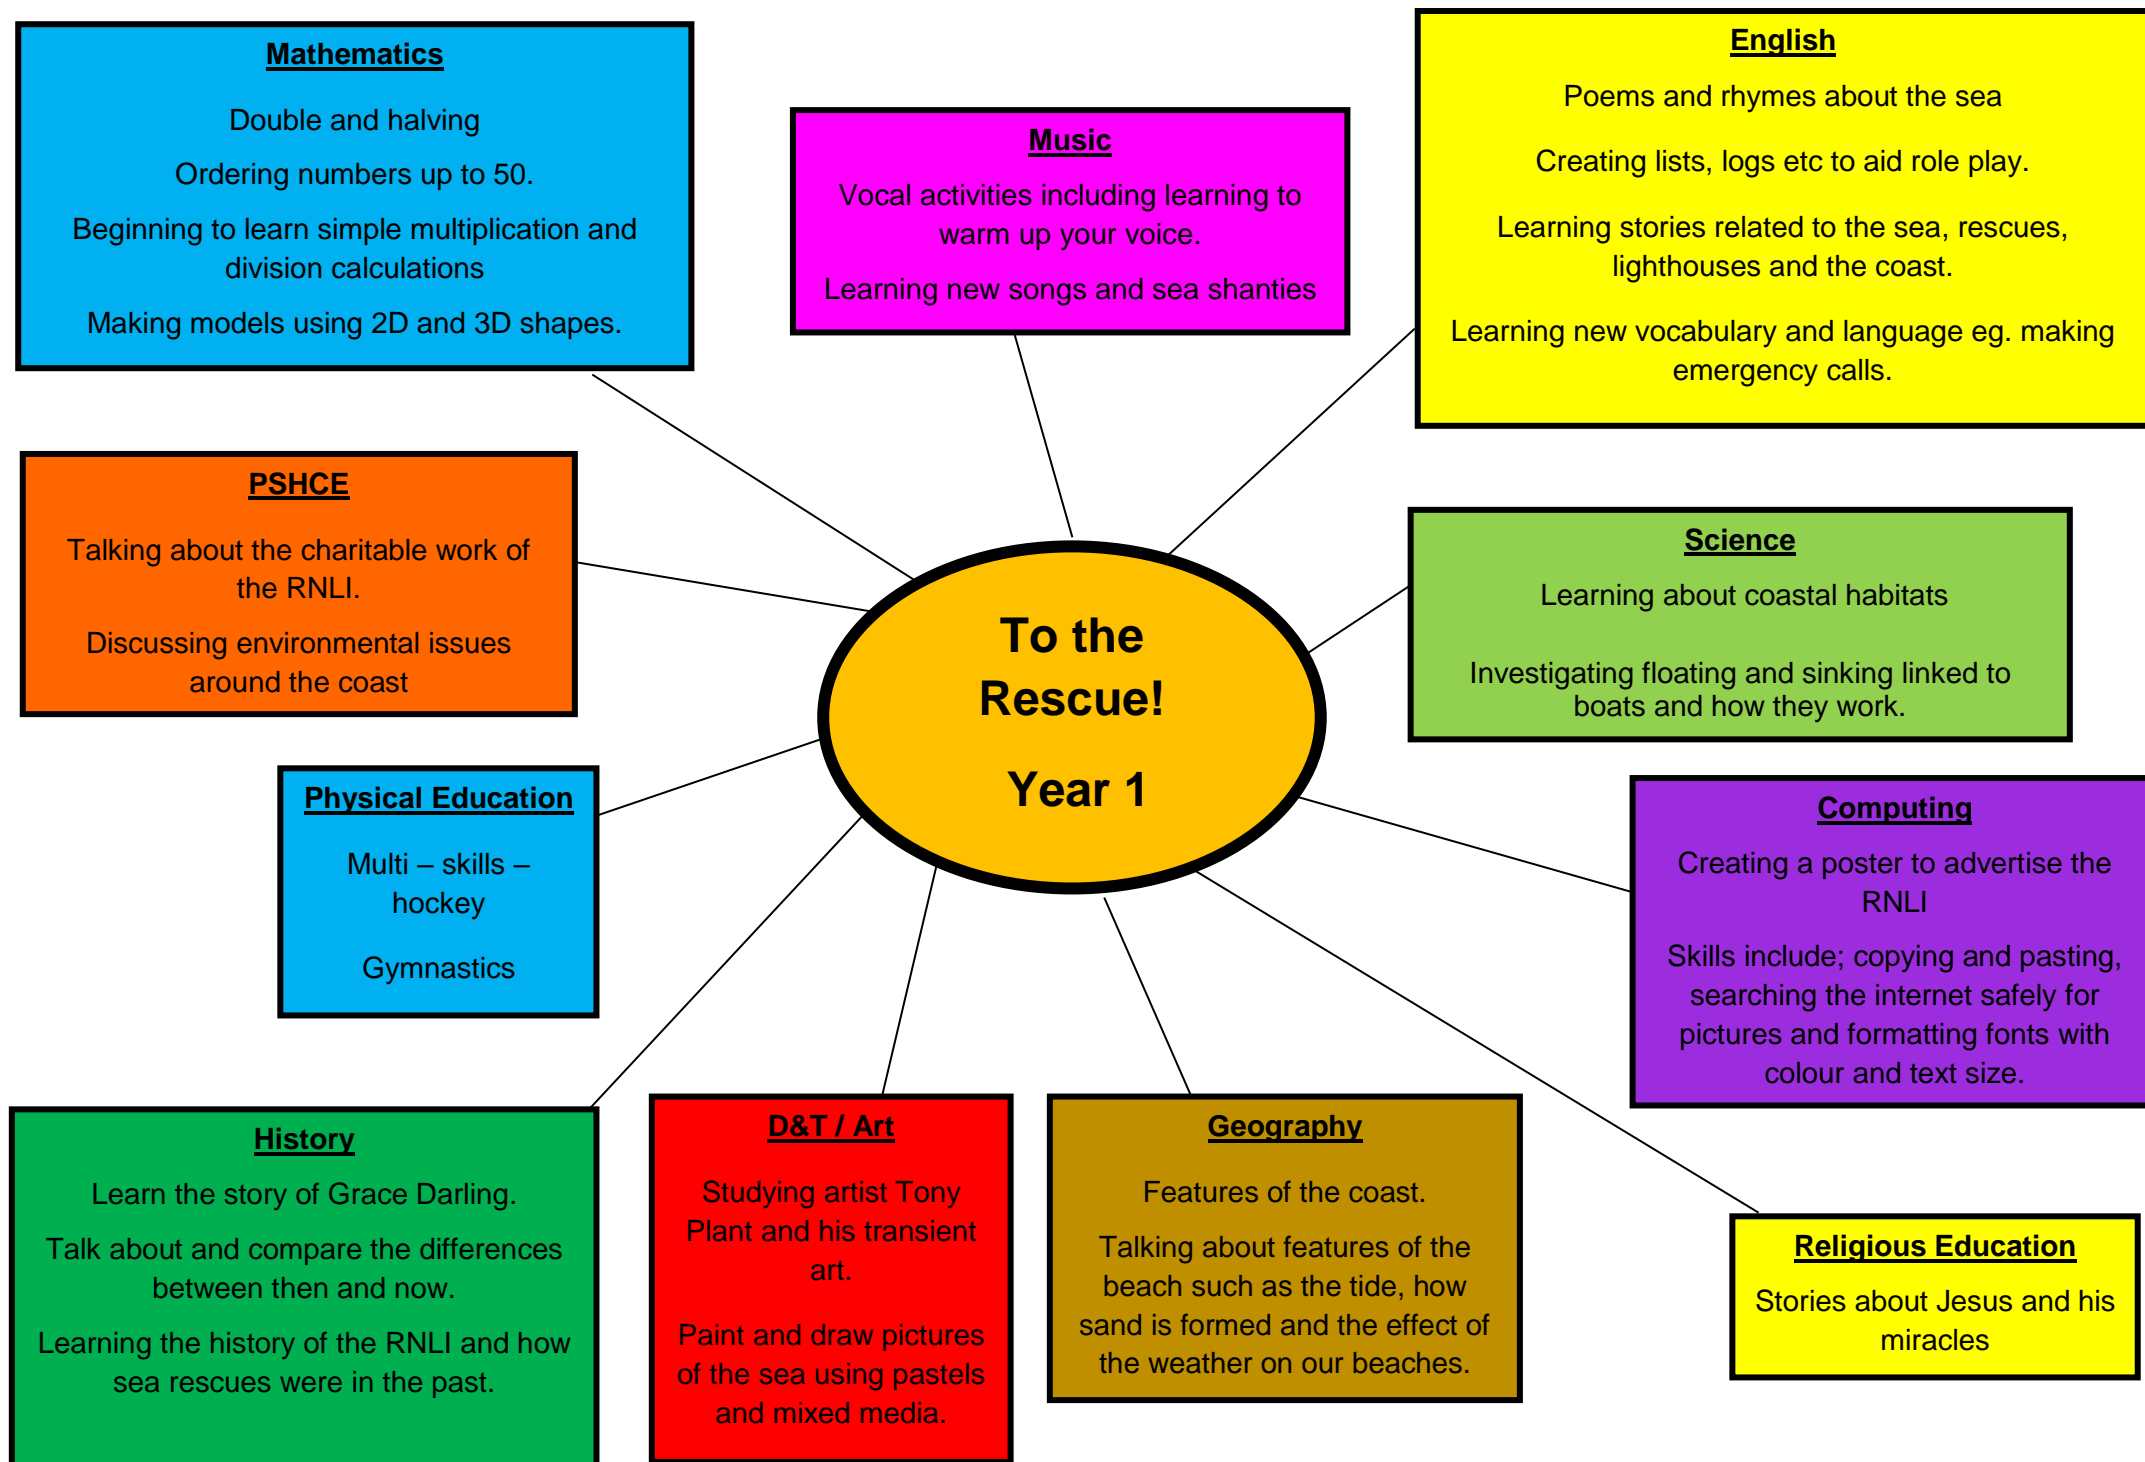 Mathematics
Double and halving
Ordering numbers up to 50.
Beginning to learn simple multiplication and
division calculations
Making models using 2D and 3D shapes.
Music
Vocal activities including learning to
warm up your voice.
Learning new songs and sea shanties
English
Poems and rhymes about the sea
Creating lists, logs etc to aid role play.
Learning stories related to the sea, rescues,
lighthouses and the coast.
Learning new vocabulary and language eg. making
emergency calls.
PSHCE
Talking about the charitable work of
the RNLI.
Discussing environmental issues
around the coast
To the
Rescue!
Year 1
Science
Learning about coastal habitats
Investigating floating and sinking linked to
boats and how they work.
Physical Education
Multi – skills –
hockey
Gymnastics
Computing
Creating a poster to advertise the
RNLI
Skills include; copying and pasting,
searching the internet safely for
pictures and formatting fonts with
colour and text size.
History
Learn the story of Grace Darling.
Talk about and compare the differences
between then and now.
Learning the history of the RNLI and how
sea rescues were in the past.
D&T / Art
Studying artist Tony
Plant and his transient
art.
Paint and draw pictures
of the sea using pastels
and mixed media.
Geography
Features of the coast.
Talking about features of the
beach such as the tide, how
sand is formed and the effect of
the weather on our beaches.
Religious Education
Stories about Jesus and his
miracles